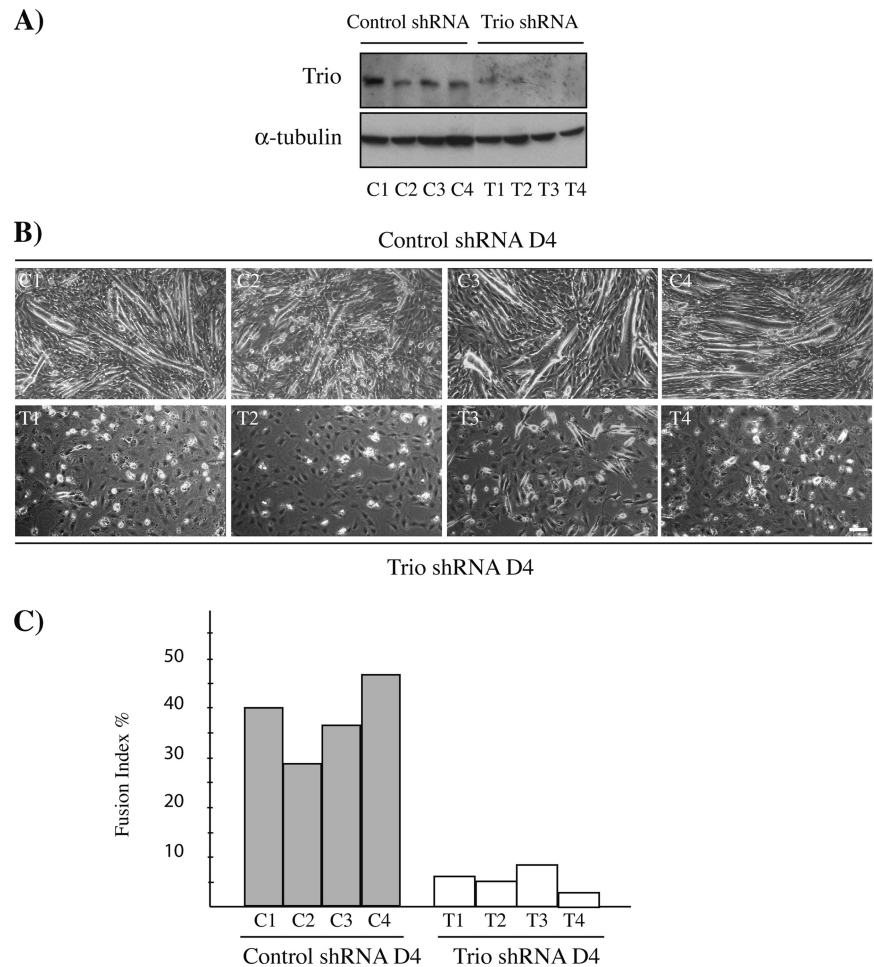 A)
Control shRNA Trio shRNA
Trio
α-tubulin
C1 C2 C3 C4 T1 T2 T3 T4
B)
Control shRNA D4
C1 C2 C3 C4
T1 T2 T3 T4
Trio shRNA D4
C)
Fusion Index %
50
40
30
20
10
C1 C2 C3 C4 T1 T2 T3 T4
Control shRNA D4 Trio shRNA D4